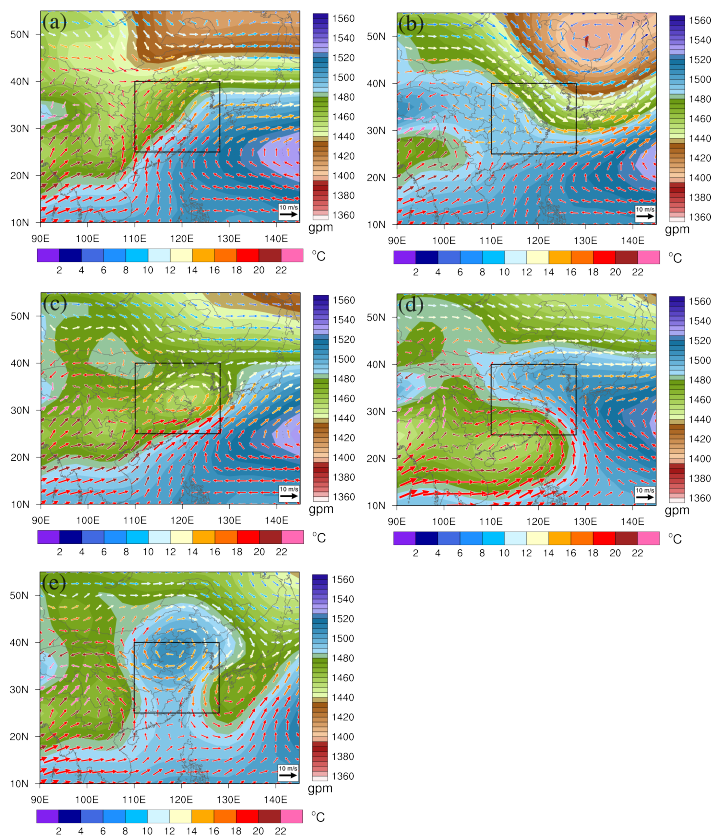 (a)
55N
50N
40N
30N
20N
10N
90E 100E 110E 120E 130E 140E
10 m/s
1560
1540
1520
1500
1480
1460
1440
1420
1400
1380
1360
gpm
2 4 6 8 10 12 14 16 18 20 22
°C
(b)
50N
40N
30N
20N
10N
90E 100E 110E 120E 130E 140E
10 m/s
1560
1540
1520
1500
1480
1460
1440
1420
1400
1380
1360
gpm
2 4 6 8 10 12 14 16 18 20 22
°C
(c)
50N
40N
30N
20N
10N
90E 100E 110E 120E 130E 140E
10 m/s
1560
1540
1520
1500
1480
1460
1440
1420
1400
1380
1360
gpm
2 4 6 8 10 12 14 16 18 20 22
°C
(d)
50N
40N
30N
20N
10N
90E 100E 110E 120E 130E 140E
10 m/s
1560
1540
1520
1500
1480
1460
1440
1420
1400
1380
1360
gpm
2 4 6 8 10 12 14 16 18 20 22
°C
(e)
50N
40N
30N
20N
10N
90E 100E 110E 120E 130E 140E
10 m/s
1560
1540
1520
1500
1480
1460
1440
1420
1400
1380
1360
gpm
2 4 6 8 10 12 14 16 18 20 22
°C